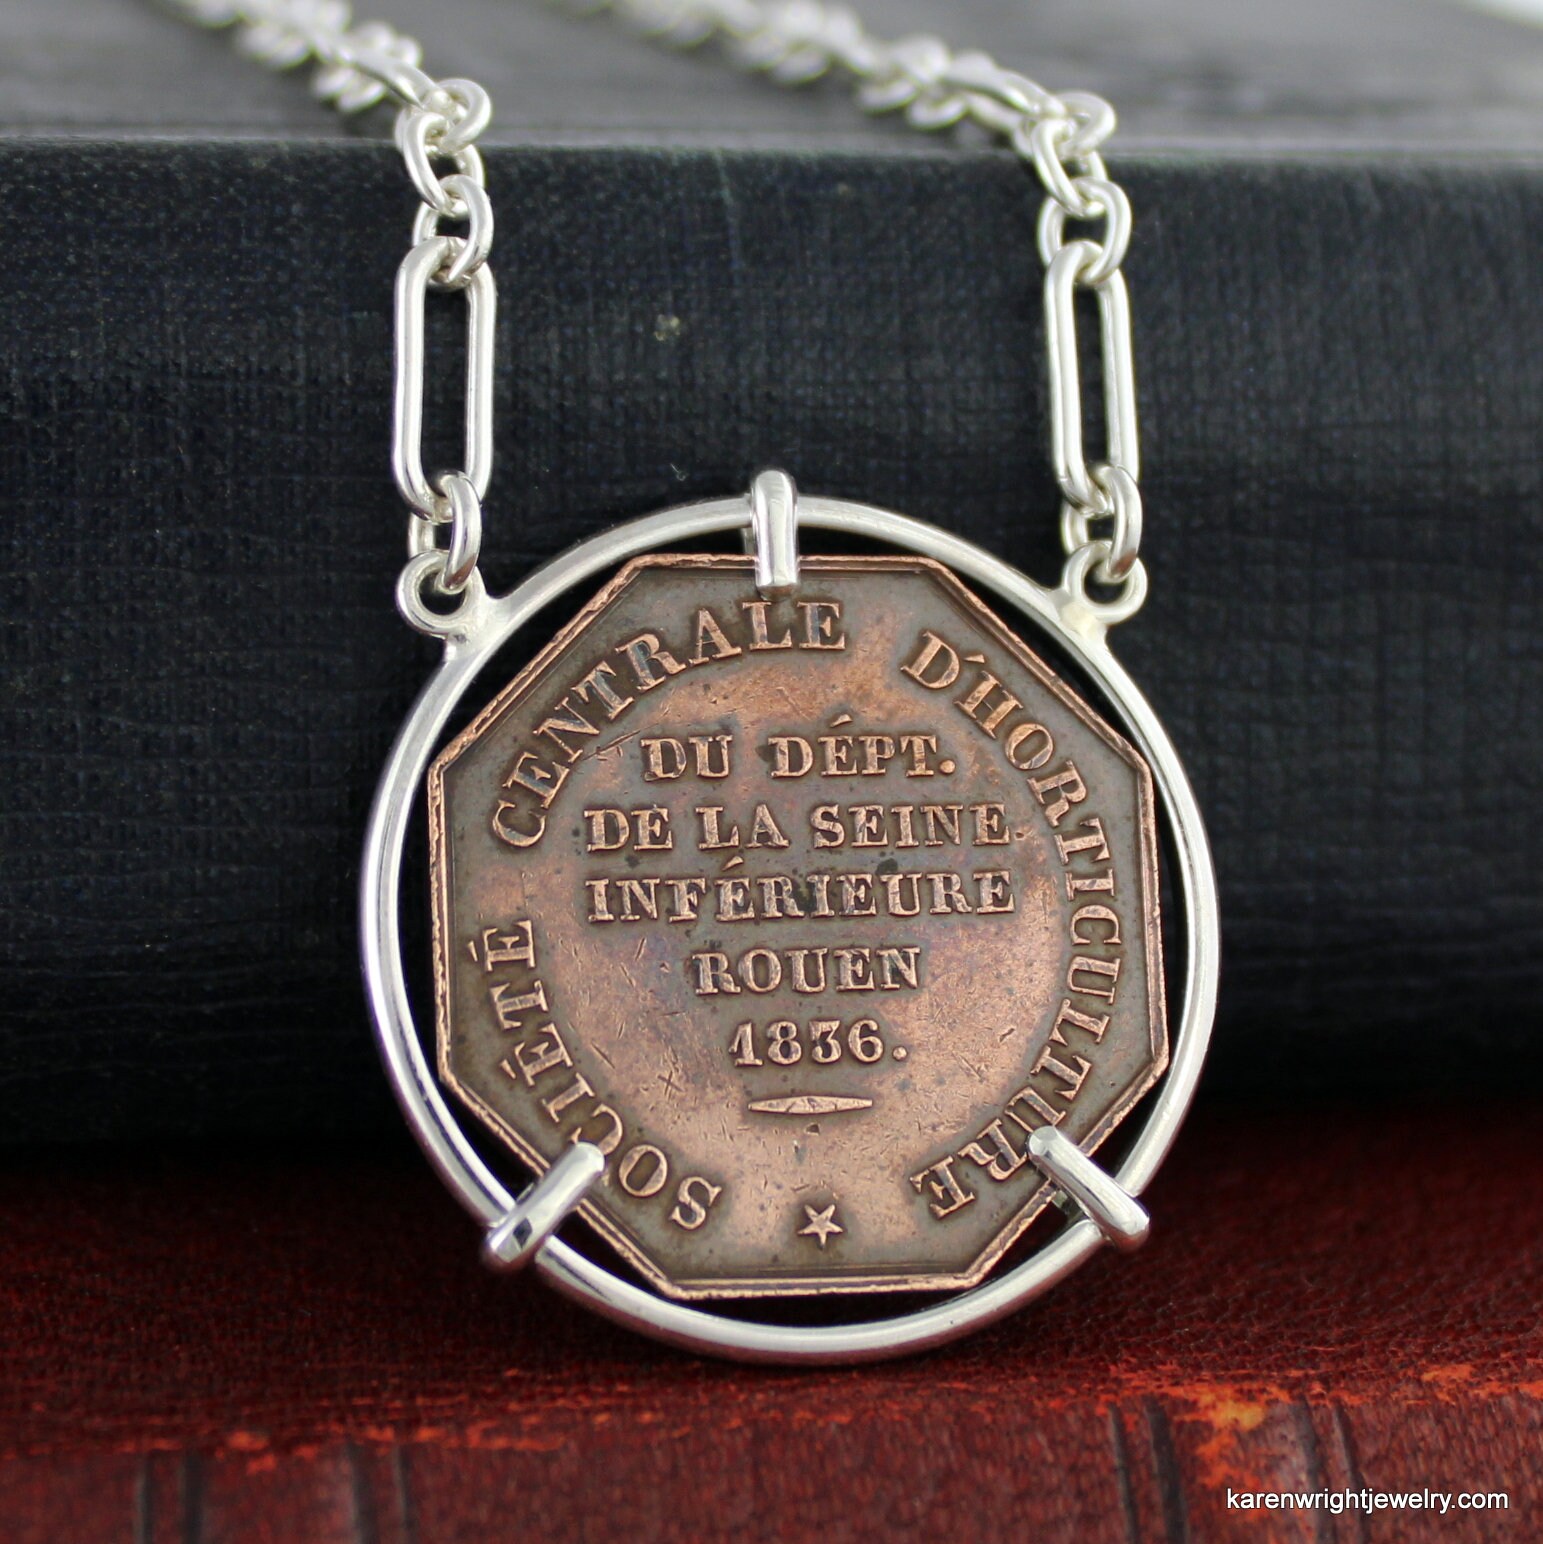 SOCIÉTÉ CENTRALE D'HORTICULTURE
DU DÉPT.
DE LA SEINE
INFÉRIEURE
ROUEN
1836.
karenwrightjewelry.com